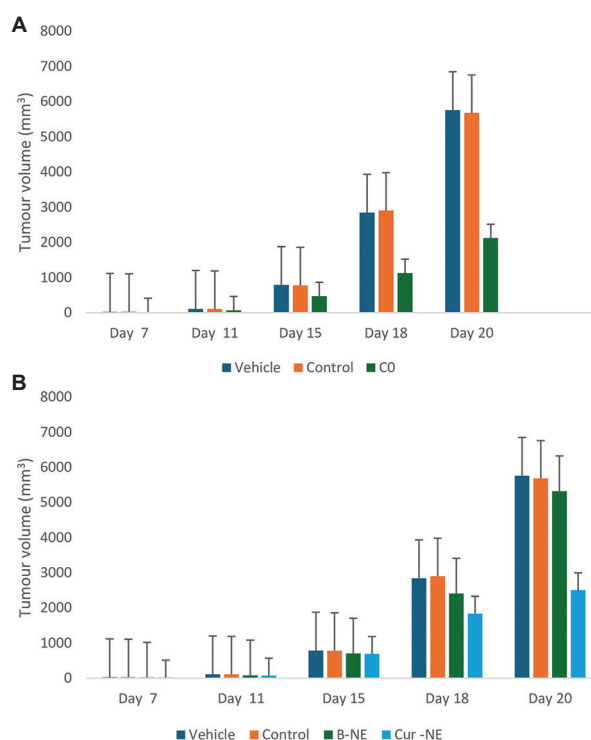 A
8000
7000
6000
5000
4000
3000
2000
1000
0
Tumour volume (mm³)
Day 7 Day 11 Day 15 Day 18 Day 20
Vehicle Control C0
B
8000
7000
6000
5000
4000
3000
2000
1000
0
Tumour volume (mm³)
Day 7 Day 11 Day 15 Day 18 Day 20
Vehicle Control B-NE Cur -NE